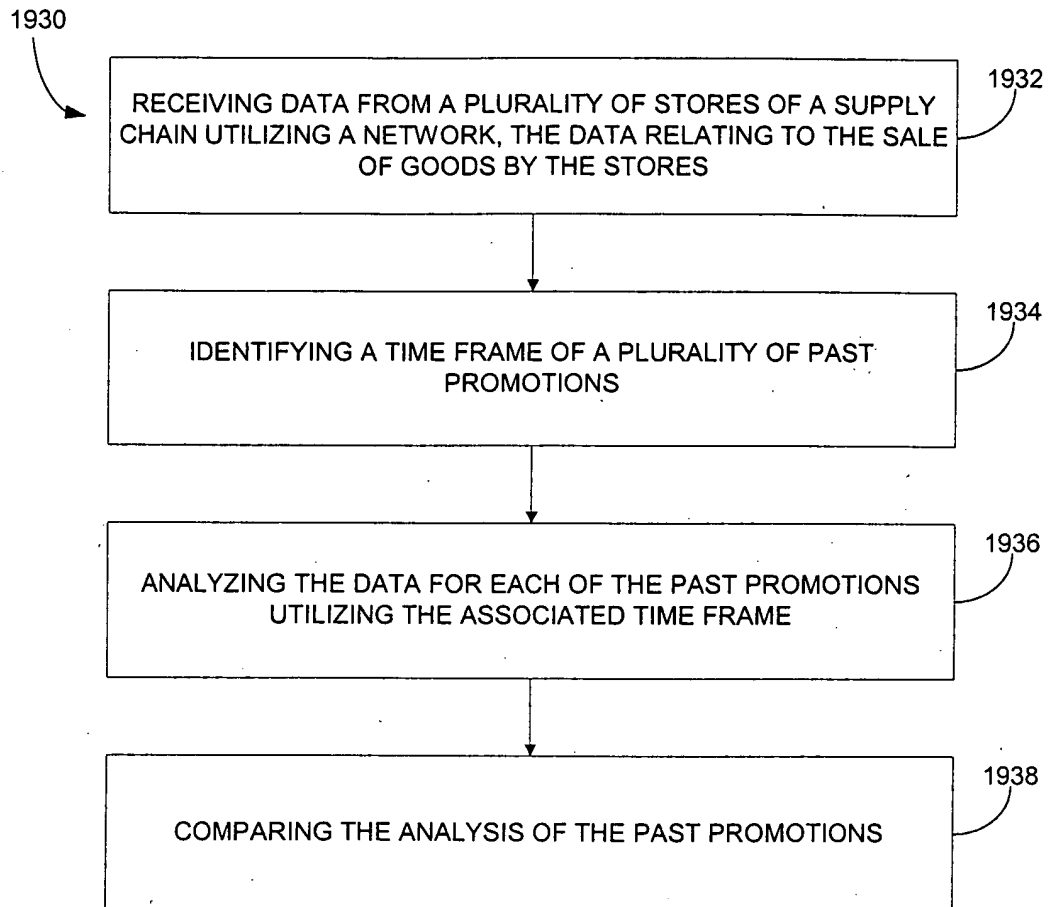 1930
1932
RECEIVING DATA FROM A PLURALITY OF STORES OF A SUPPLY
CHAIN UTILIZING A NETWORK, THE DATA RELATING TO THE SALE
OF GOODS BY THE STORES
1934
IDENTIFYING A TIME FRAME OF A PLURALITY OF PAST
PROMOTIONS
1936
ANALYZING THE DATA FOR EACH OF THE PAST PROMOTIONS
UTILIZING THE ASSOCIATED TIME FRAME
1938
COMPARING THE ANALYSIS OF THE PAST PROMOTIONS